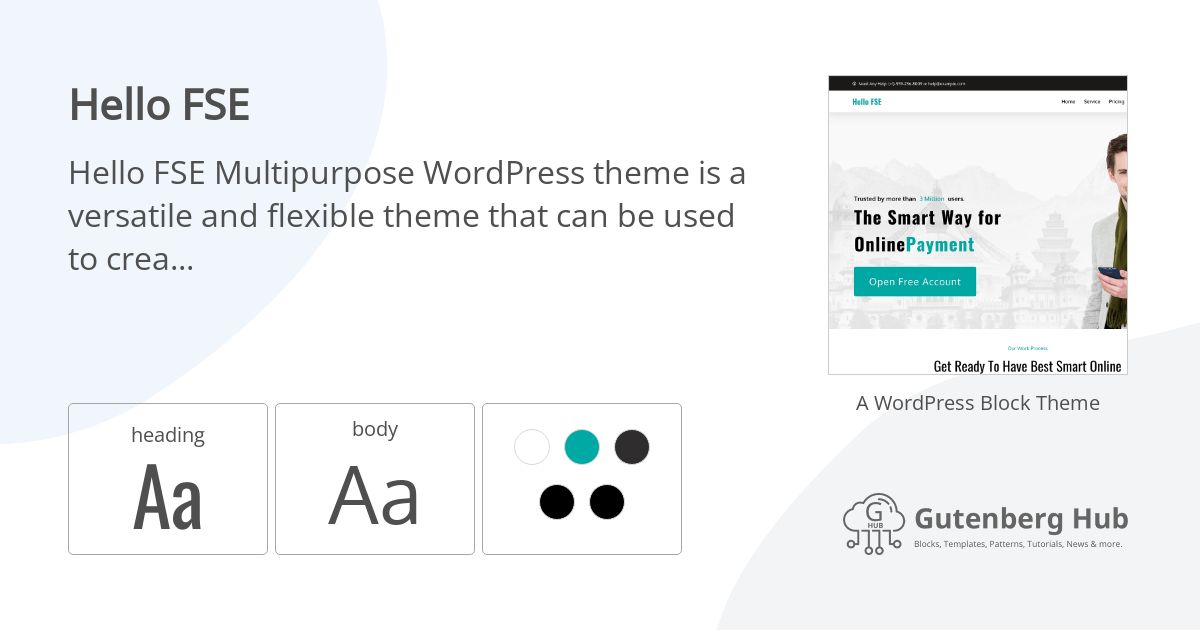 Hello FSE
Hello FSE Multipurpose WordPress theme is a
versatile and flexible theme that can be used
to crea...
heading
Aa
body
Aa
Hello FSE
Home Service Pricing
Trusted by more than 3 Million users.
The Smart Way for
OnlinePayment
Open Free Account
Our Work Process
Get Ready To Have Best Smart Online
A WordPress Block Theme
G
HUB
Gutenberg Hub
Blocks, Templates, Patterns, Tutorials, News & more.